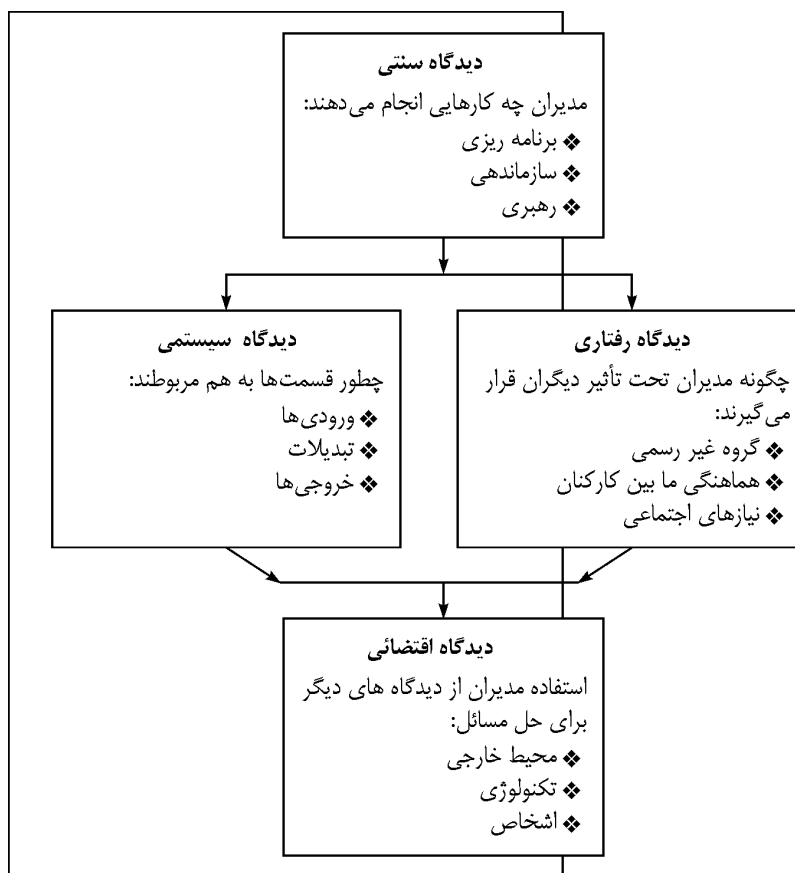 دیدگاه سنتی
مدیران چه کارهایی انجام می‌دهند:
❖ برنامه ریزی
❖ سازماندهی
❖ رهبری
دیدگاه رفتاری
چگونه مدیران تحت تأثیر دیگران قرار
می‌گیرند:
❖ گروه غیر رسمی
❖ هماهنگی ما بین کارکنان
❖ نیازهای اجتماعی
دیدگاه سیستمی
چطور قسمت‌ها به هم مربوطند:
❖ ورودی‌ها
❖ تبدیلات
❖ خروجی‌ها
دیدگاه اقتضائی
استفاده مدیران از دیدگاه های دیگر
برای حل مسائل:
❖ محیط خارجی
❖ تکنولوژی
❖ اشخاص